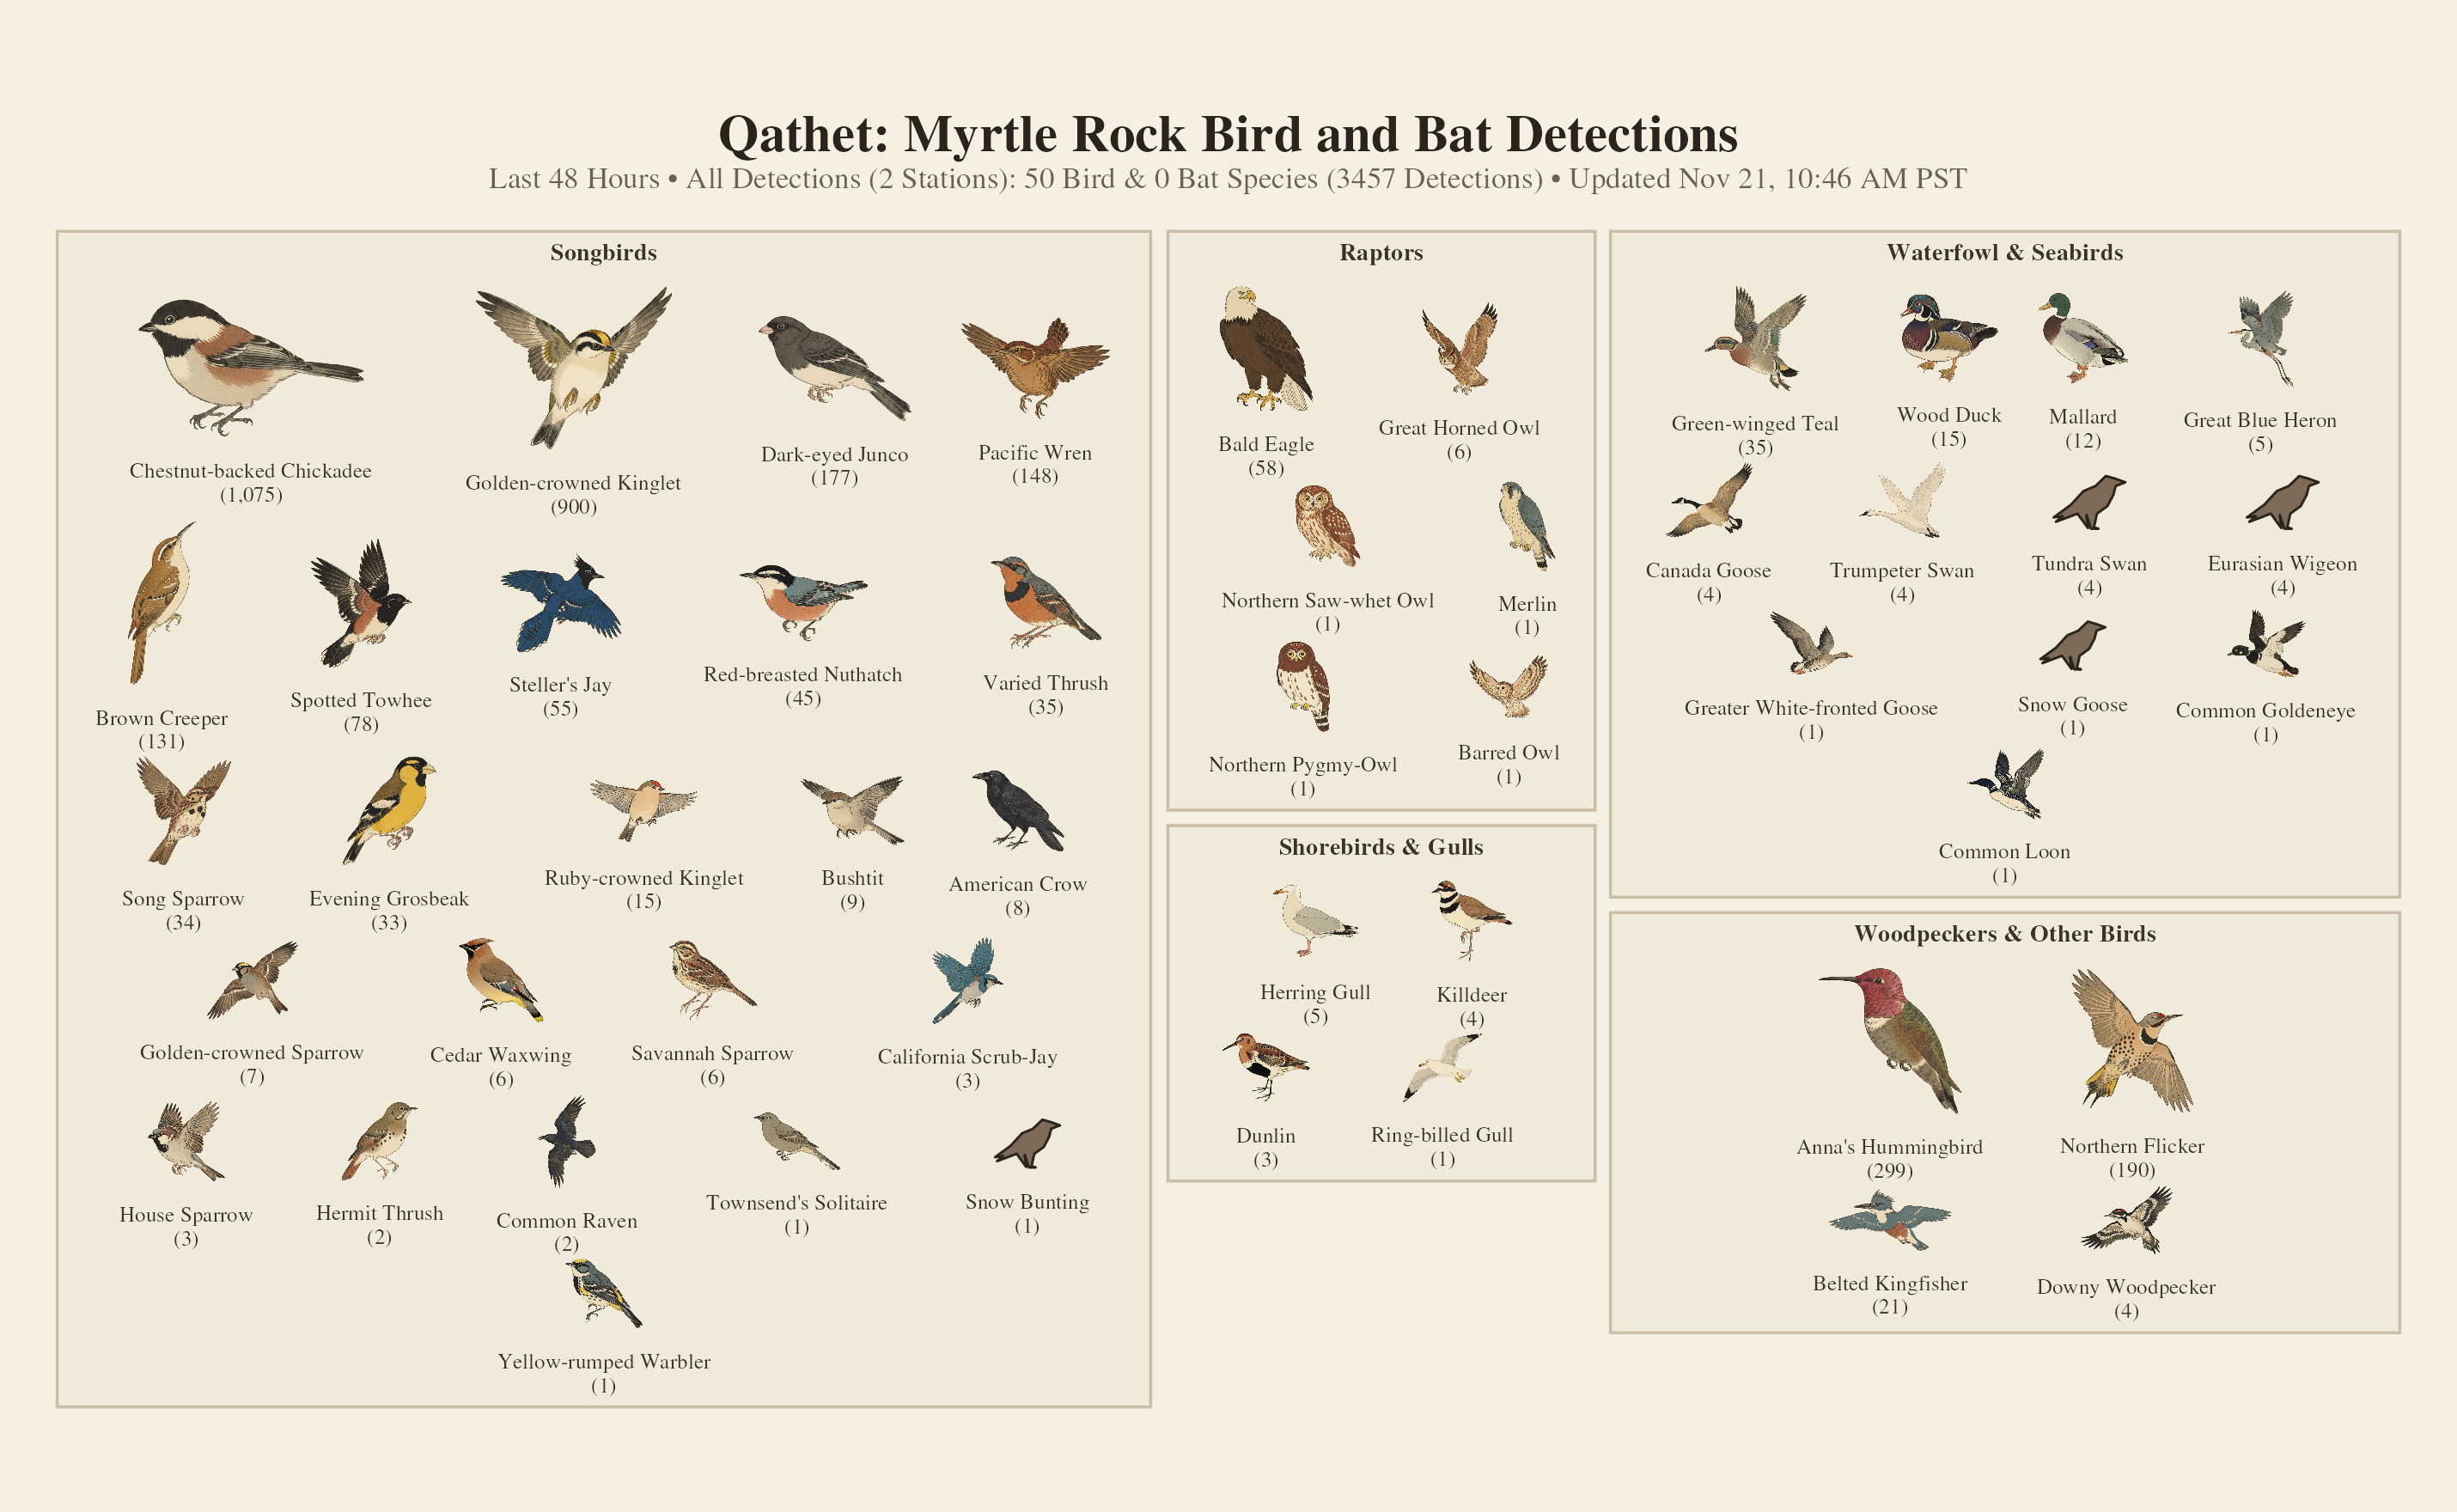 Qathet: Myrtle Rock Bird and Bat Detections
Last 48 Hours • All Detections (2 Stations): 50 Bird & 0 Bat Species (3457 Detections) • Updated Nov 21, 10:46 AM PST
Songbirds
Chestnut-backed Chickadee
(1,075)
Golden-crowned Kinglet
(900)
Dark-eyed Junco
(177)
Pacific Wren
(148)
Brown Creeper
(131)
Spotted Towhee
(78)
Steller's Jay
(55)
Red-breasted Nuthatch
(45)
Varied Thrush
(35)
Song Sparrow
(34)
Evening Grosbeak
(33)
Ruby-crowned Kinglet
(15)
Bushtit
(9)
American Crow
(8)
Golden-crowned Sparrow
(7)
Cedar Waxwing
(6)
Savannah Sparrow
(6)
California Scrub-Jay
(3)
House Sparrow
(3)
Hermit Thrush
(2)
Common Raven
(2)
Townsend's Solitaire
(1)
Snow Bunting
(1)
Yellow-rumped Warbler
(1)
Raptors
Bald Eagle
(58)
Great Horned Owl
(6)
Northern Saw-whet Owl
(1)
Merlin
(1)
Northern Pygmy-Owl
(1)
Barred Owl
(1)
Shorebirds & Gulls
Herring Gull
(5)
Killdeer
(4)
Dunlin
(3)
Ring-billed Gull
(1)
Waterfowl & Seabirds
Green-winged Teal
(35)
Wood Duck
(15)
Mallard
(12)
Great Blue Heron
(5)
Canada Goose
(4)
Trumpeter Swan
(4)
Tundra Swan
(4)
Eurasian Wigeon
(4)
Greater White-fronted Goose
(1)
Snow Goose
(1)
Common Goldeneye
(1)
Common Loon
(1)
Woodpeckers & Other Birds
Anna's Hummingbird
(299)
Northern Flicker
(190)
Belted Kingfisher
(21)
Downy Woodpecker
(4)